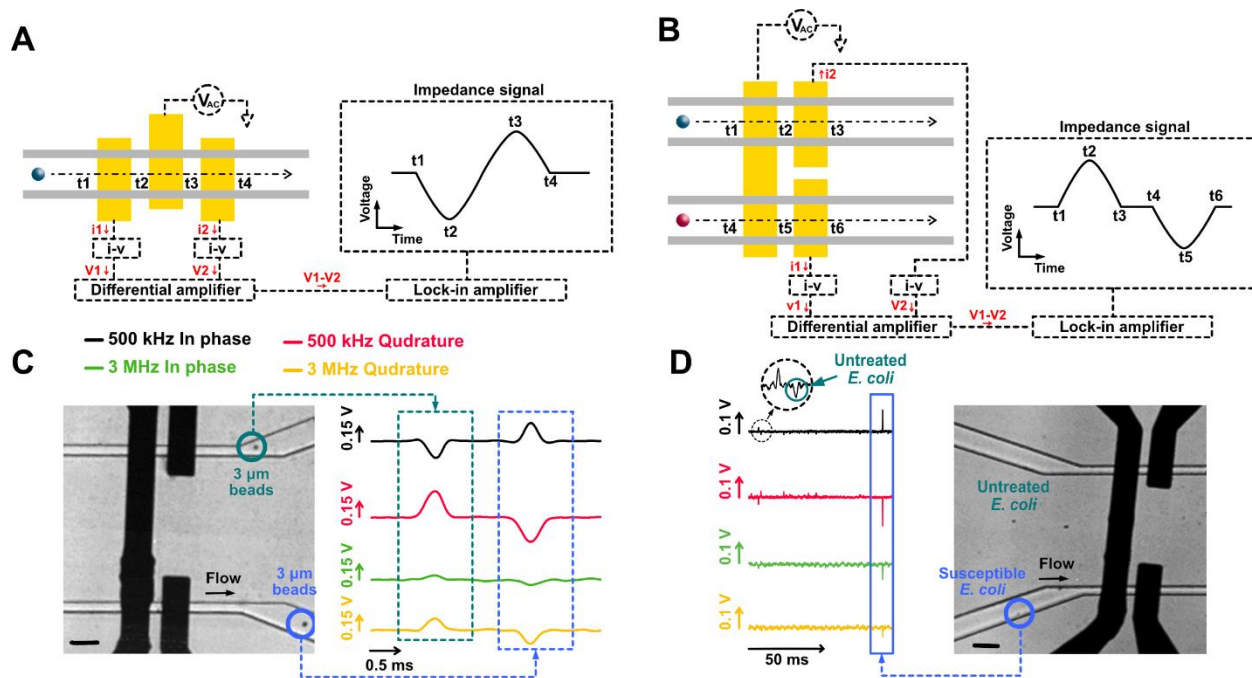 A
VAC
Impedance signal
t3
t1
t4
t2
Voltage
Time
t1 t2 t3 t4
i1↓ i2↓
i-v i-v
V1↓ V2↓
Differential amplifier
V1-V2
→
Lock-in amplifier
B
VAC
↑i2
t1 t2 t3
t4 t5 t6
Impedance signal
t2
t4 t6
t1 t3
t5
Voltage
Time
i1↓
i-v i-v
v1↓ V2↓
Differential amplifier
V1-V2
→
Lock-in amplifier
500 kHz In phase
500 kHz Qudrature
3 MHz In phase
3 MHz Qudrature
C
3 µm
beads
Flow
→
3 µm
beads
0.15 V
0.15 V
0.15 V
0.15 V
0.5 ms
D
Untreated
E. coli
0.1 V
0.1 V
0.1 V
0.1 V
50 ms
Untreated
E. coli
Susceptible
E. coli
Flow
→